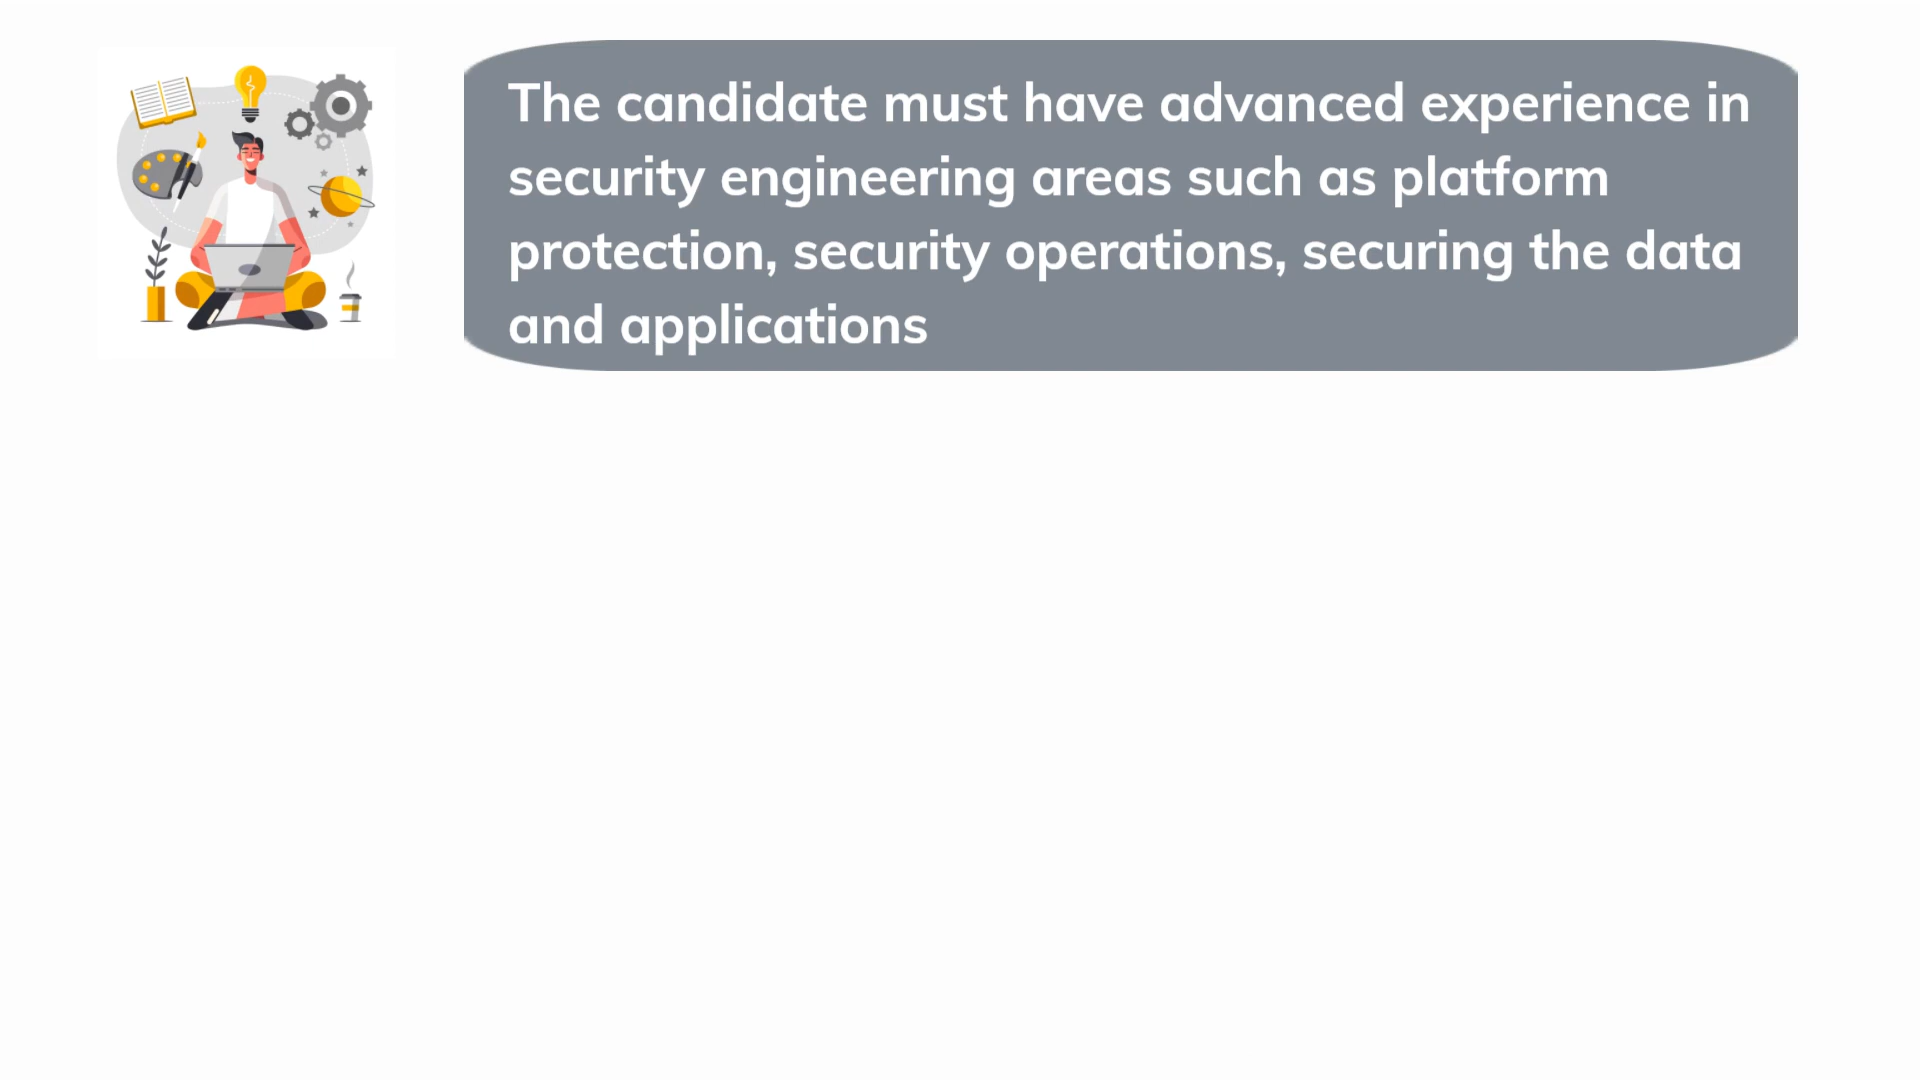 The candidate must have advanced experience in
security engineering areas such as platform
protection, security operations, securing the data
and applications